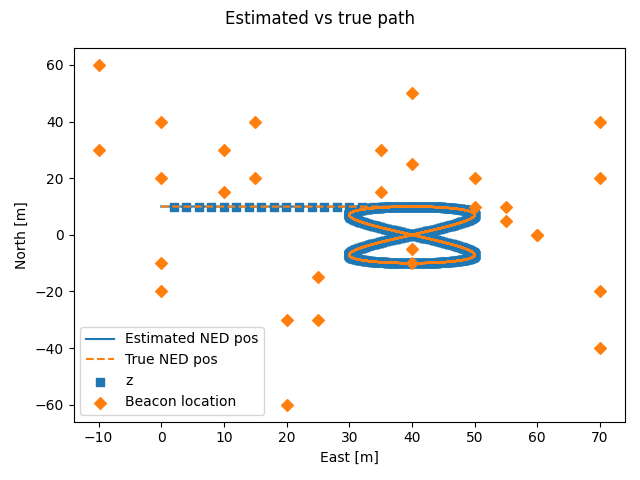 Estimated vs true path
60
40
20
0
−20
−40
−60
North [m]
Estimated NED pos
True NED pos
z
Beacon location
−10 0 10 20 30 40 50 60 70
East [m]